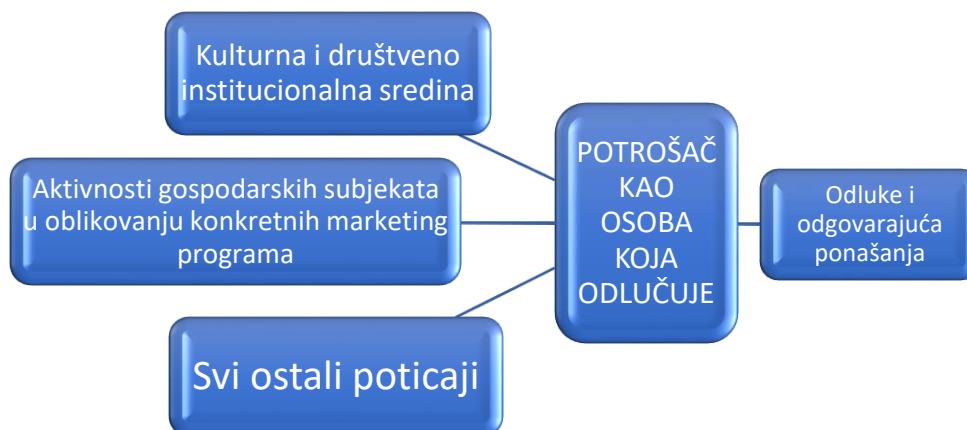 Kulturna i društveno
institucionalna sredina
Aktivnosti gospodarskih subjekata
u oblikovanju konkretnih marketing
programa
Svi ostali poticaji
POTROŠAČ
KAO
OSOBA
KOJA
ODLUČUJE
Odluke i
odgovarajuća
ponašanja